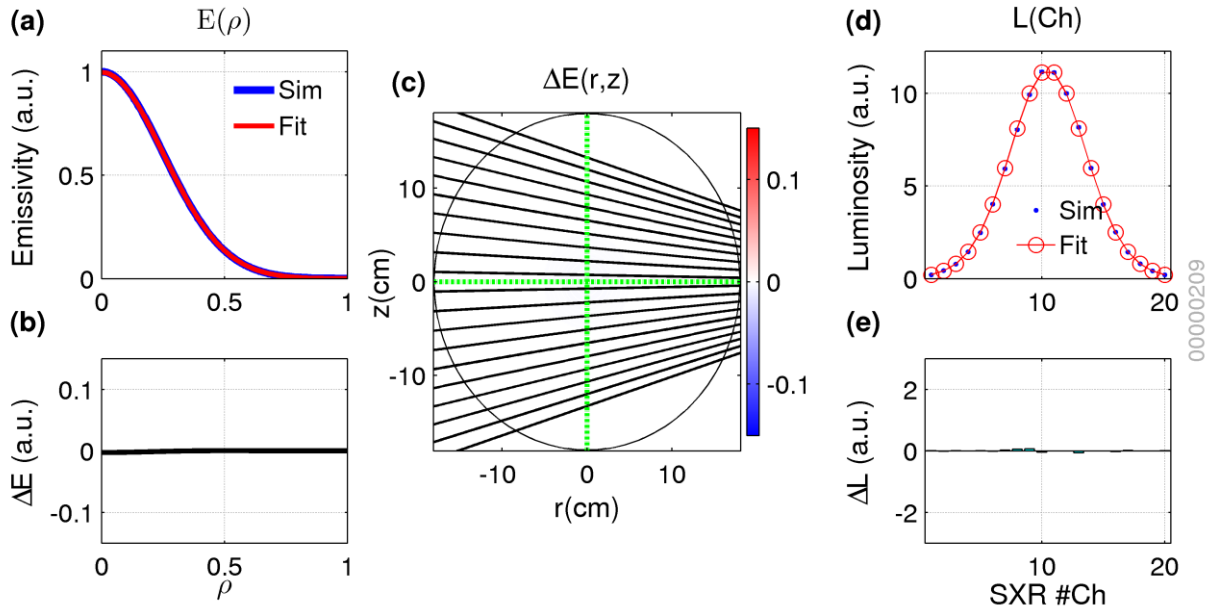 (a)
E(ρ)
Emissivity (a.u.)
1
0.5
0
Sim
Fit
0
0.5
1
(b)
ΔE (a.u.)
0.1
0
-0.1
0
0.5
1
ρ
(c)
ΔE(r,z)
z(cm)
10
0
-10
-10
0
10
r(cm)
0.1
0
-0.1
(d)
L(Ch)
Luminosity (a.u.)
10
5
0
Sim
Fit
10
20
(e)
ΔL (a.u.)
2
0
-2
10
20
SXR #Ch
00000209